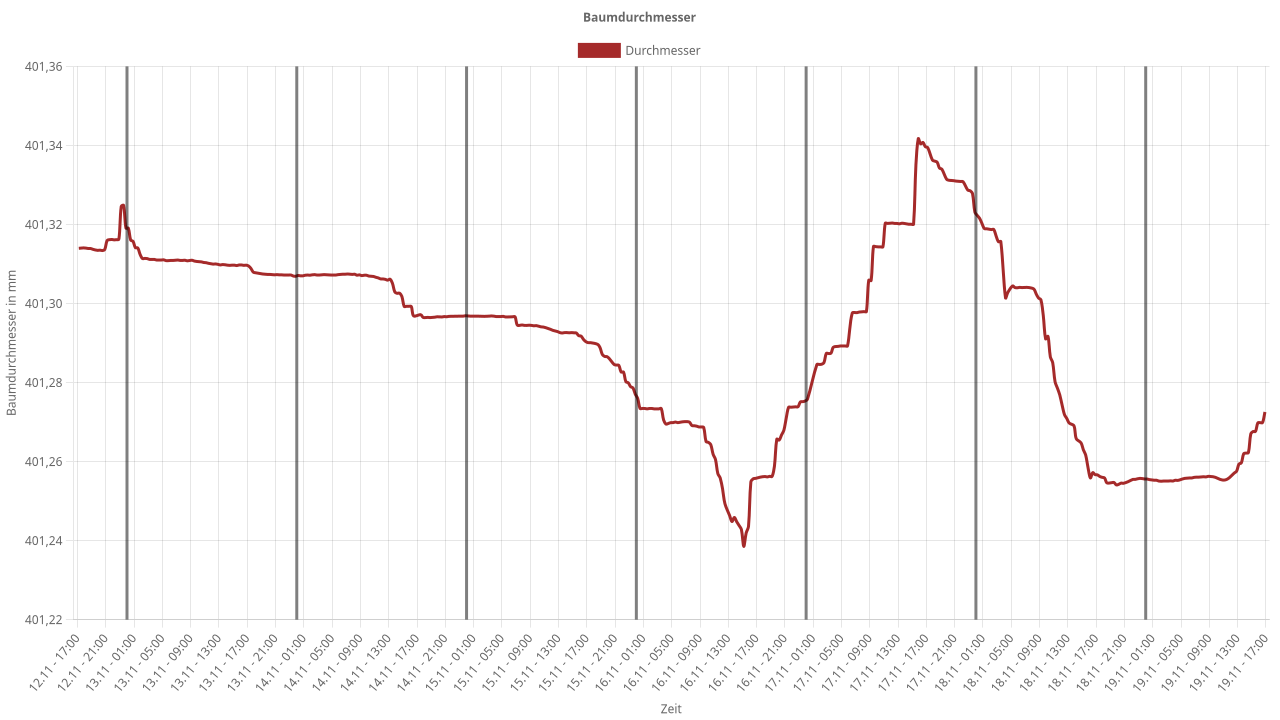 Baumdurchmesser
Durchmesser
Baumdurchmesser in mm
401,36
401,34
401,32
401,30
401,28
401,26
401,24
401,22
12.11 - 17:00
12.11 - 21:00
13.11 - 01:00
13.11 - 05:00
13.11 - 09:00
13.11 - 13:00
13.11 - 17:00
13.11 - 21:00
14.11 - 01:00
14.11 - 05:00
14.11 - 09:00
14.11 - 13:00
14.11 - 17:00
14.11 - 21:00
15.11 - 01:00
15.11 - 05:00
15.11 - 09:00
15.11 - 13:00
15.11 - 17:00
15.11 - 21:00
16.11 - 01:00
16.11 - 05:00
16.11 - 09:00
16.11 - 13:00
16.11 - 17:00
16.11 - 21:00
17.11 - 01:00
17.11 - 05:00
17.11 - 09:00
17.11 - 13:00
17.11 - 17:00
17.11 - 21:00
18.11 - 01:00
18.11 - 05:00
18.11 - 09:00
18.11 - 13:00
18.11 - 17:00
18.11 - 21:00
19.11 - 01:00
19.11 - 05:00
19.11 - 09:00
19.11 - 13:00
19.11 - 17:00
Zeit